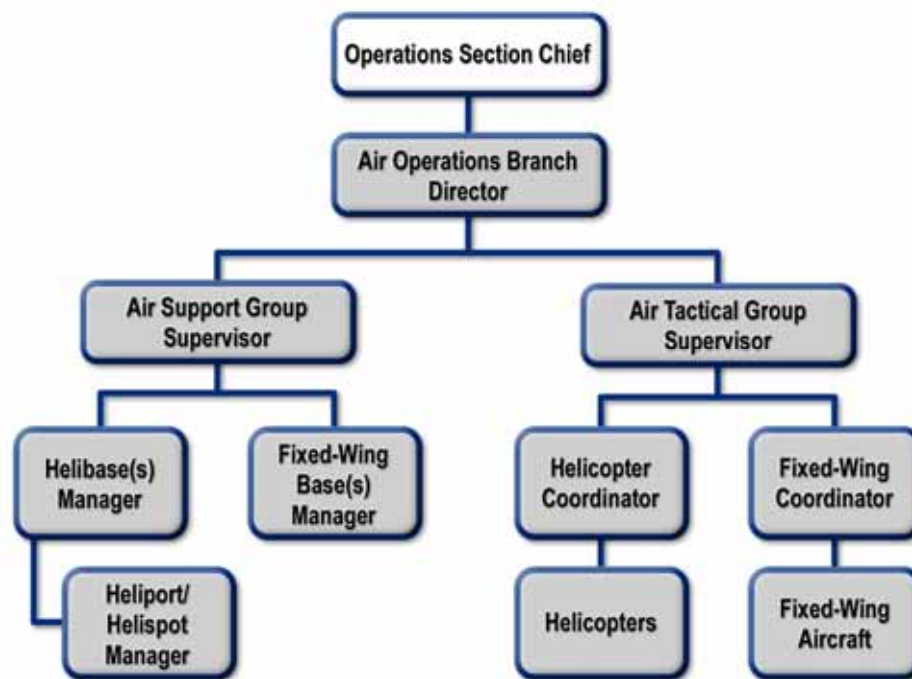 Operations Section Chief
Air Operations Branch
Director
Air Support Group
Supervisor
Air Tactical Group
Supervisor
Helibase(s)
Manager
Fixed-Wing
Base(s)
Manager
Helicopter
Coordinator
Fixed-Wing
Coordinator
Heliport/
Helispot
Manager
Helicopters
Fixed-Wing
Aircraft